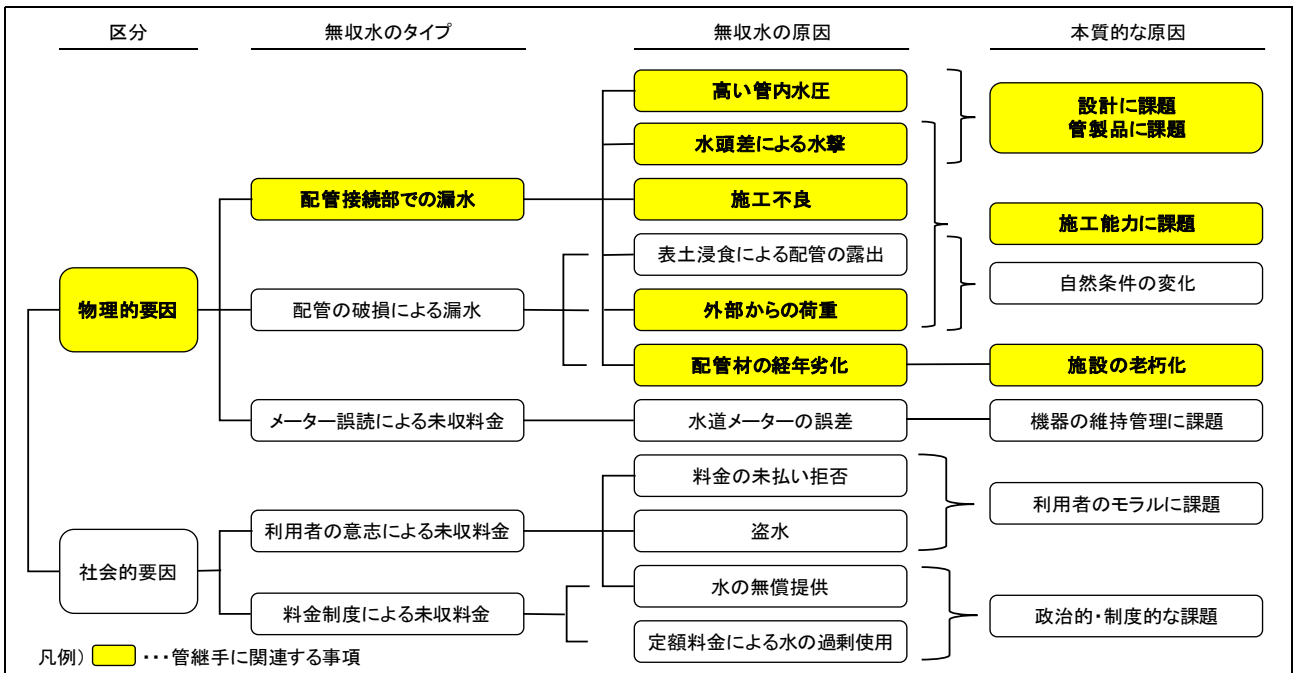 区分
無収水のタイプ
無収水の原因
本質的な原因
高い管内水圧
設計に課題
管製品に課題
水頭差による水撃
配管接続部での漏水
施工不良
施工能力に課題
表土浸食による配管の露出
自然条件の変化
物理的要因
配管の破損による漏水
外部からの荷重
配管材の経年劣化
施設の老朽化
メーター誤読による未収料金
水道メーターの誤差
機器の維持管理に課題
料金の未払い拒否
利用者のモラルに課題
利用者の意志による未収料金
盗水
社会的要因
水の無償提供
料金制度による未収料金
政治的・制度的な課題
定額料金による水の過剰使用
凡例) ・・・管継手に関連する事項